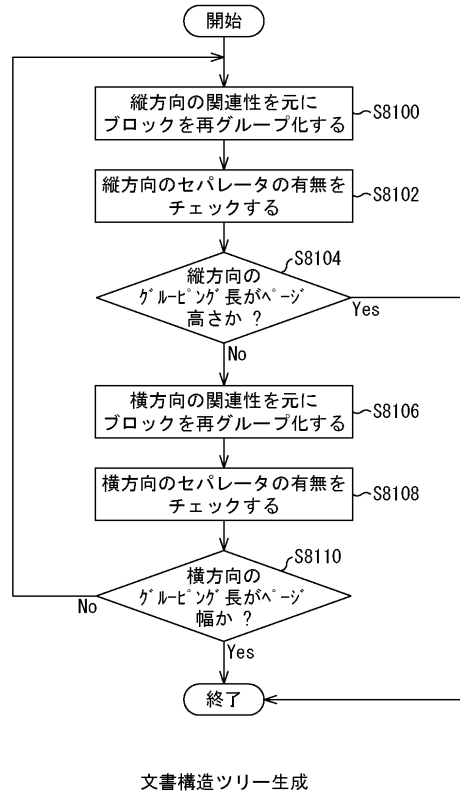 開始
縦方向の関連性を元に
ブロックを再グループ化する
S8100
縦方向のセパレータの有無を
チェックする
S8102
S8104
縦方向の
ｸﾞﾙｰﾋﾟﾝｸﾞ長がﾍﾟｰｼﾞ
高さか ?
Yes
No
横方向の関連性を元に
ブロックを再グループ化する
S8106
横方向のセパレータの有無を
チェックする
S8108
S8110
横方向の
ｸﾞﾙｰﾋﾟﾝｸﾞ長がﾍﾟｰｼﾞ
幅か ?
No
Yes
終了
文書構造ツリー生成